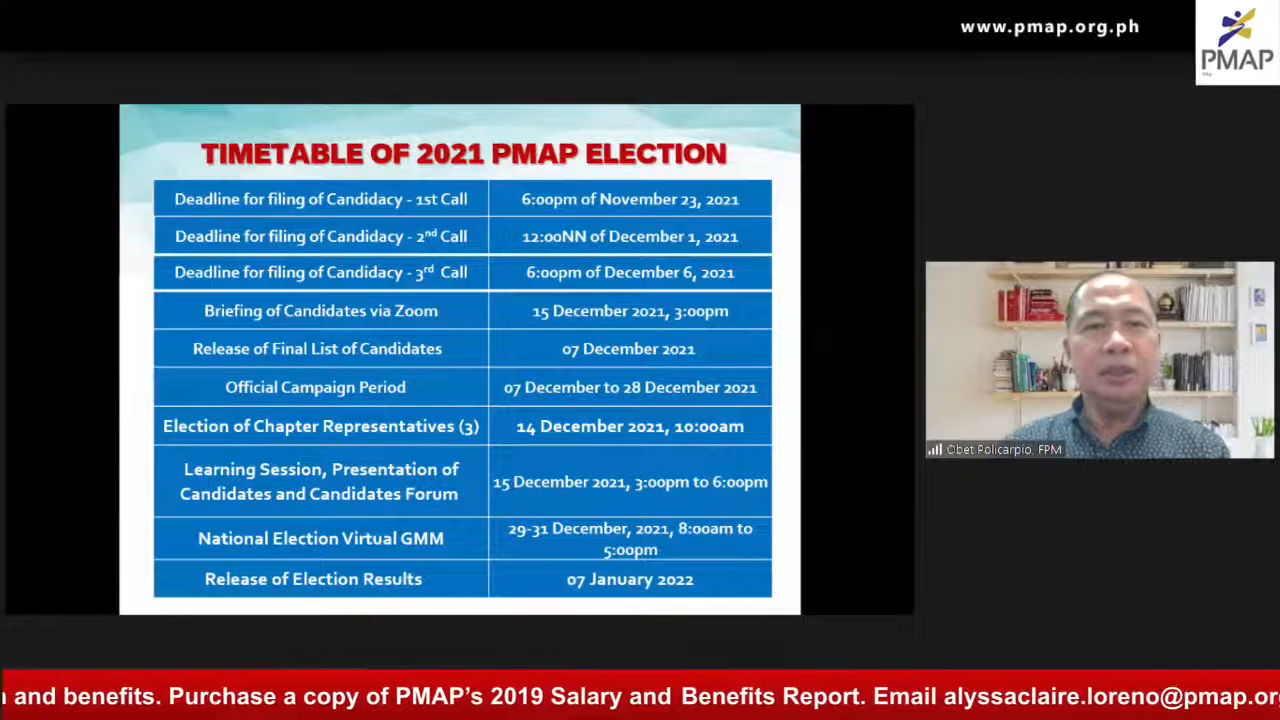 www.pmap.org.ph
PMAP
TIMETABLE OF 2021 PMAP ELECTION
Deadline for filing of Candidacy - 1st Call
6:00pm of November 23, 2021
Deadline for filing of Candidacy - 2nd Call
12:00NN of December 1, 2021
Deadline for filing of Candidacy - 3rd Call
6:00pm of December 6, 2021
Briefing of Candidates via Zoom
15 December 2021, 3:00pm
Release of Final List of Candidates
07 December 2021
Official Campaign Period
07 December to 28 December 2021
Election of Chapter Representatives (3)
14 December 2021, 10:00am
Learning Session, Presentation of
Candidates and Candidates Forum
15 December 2021, 3:00pm to 6:00pm
National Election Virtual GMM
29-31 December, 2021, 8:00am to
5:00pm
Release of Election Results
07 January 2022
Obet Policarpio, FPM
and benefits. Purchase a copy of PMAP's 2019 Salary and Benefits Report. Email alyssaclaire.loreno@pmap.or